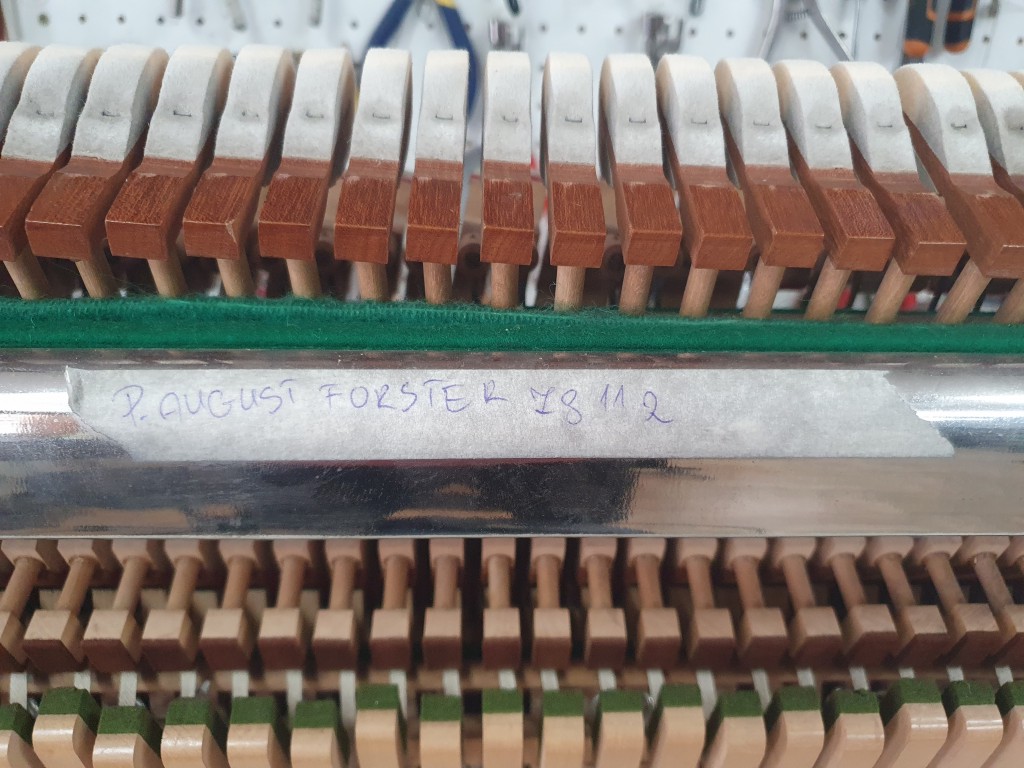 P. AUGUST FORSTER 78 11 2